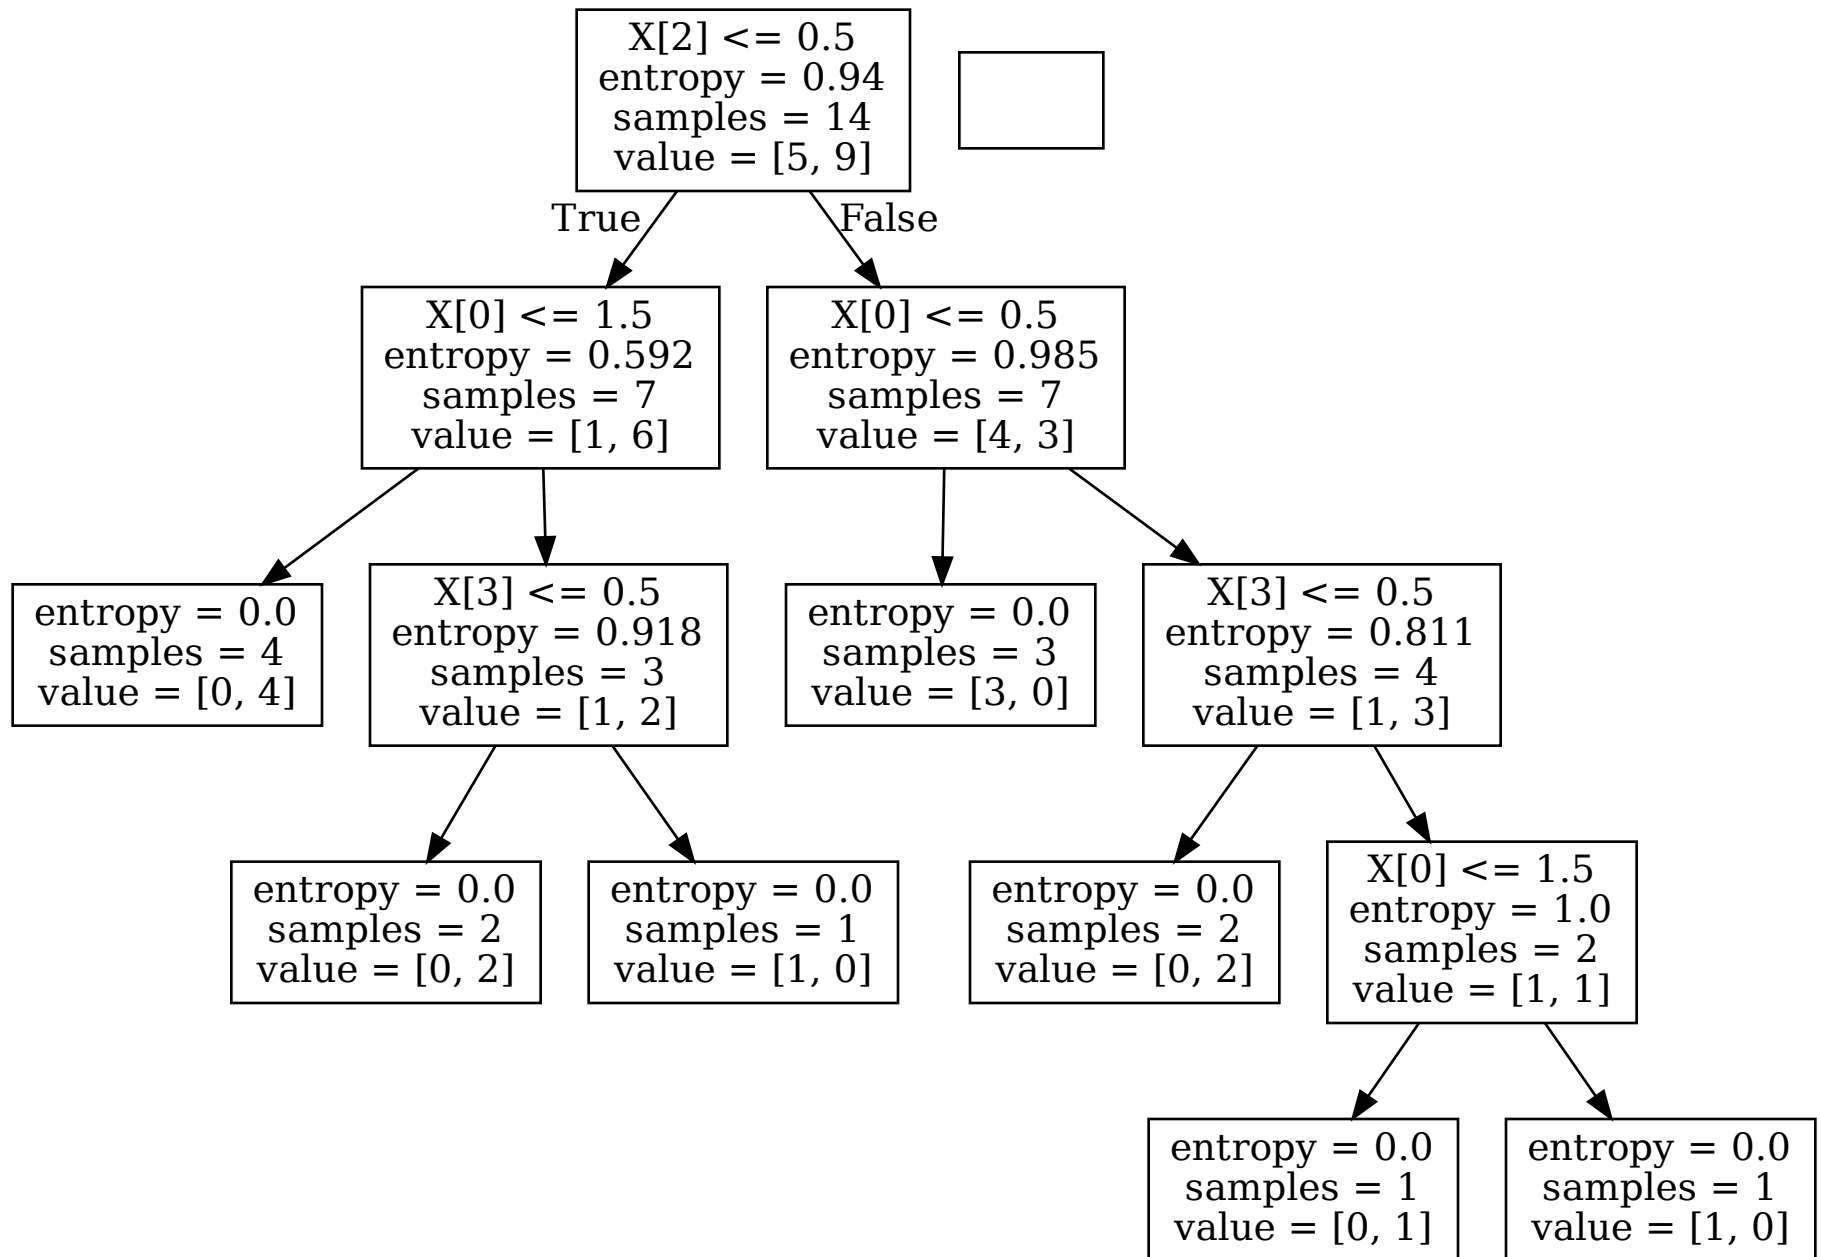 X[2] <= 0.5
entropy = 0.94
samples = 14
value = [5, 9]
True
False
X[0] <= 1.5
entropy = 0.592
samples = 7
value = [1, 6]
X[0] <= 0.5
entropy = 0.985
samples = 7
value = [4, 3]
entropy = 0.0
samples = 4
value = [0, 4]
X[3] <= 0.5
entropy = 0.918
samples = 3
value = [1, 2]
entropy = 0.0
samples = 3
value = [3, 0]
X[3] <= 0.5
entropy = 0.811
samples = 4
value = [1, 3]
entropy = 0.0
samples = 2
value = [0, 2]
entropy = 0.0
samples = 1
value = [1, 0]
entropy = 0.0
samples = 2
value = [0, 2]
X[0] <= 1.5
entropy = 1.0
samples = 2
value = [1, 1]
entropy = 0.0
samples = 1
value = [0, 1]
entropy = 0.0
samples = 1
value = [1, 0]